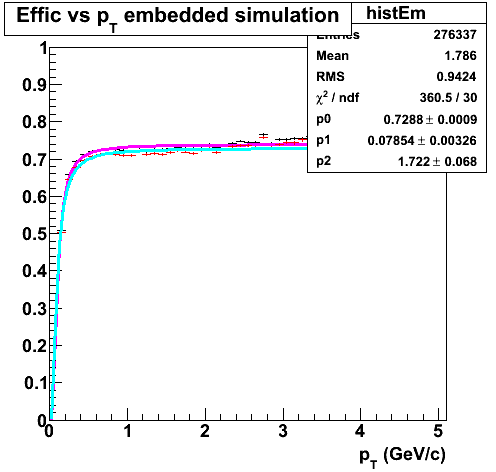 Effic vs pT embedded simulation
histEm
Entries 276337
Mean 1.786
RMS 0.9424
χ² / ndf 360.5 / 30
p0 0.7288 ± 0.0009
p1 0.07854 ± 0.00326
p2 1.722 ± 0.068
1
0.9
0.8
0.7
0.6
0.5
0.4
0.3
0.2
0.1
0
0 1 2 3 4 5
pT (GeV/c)